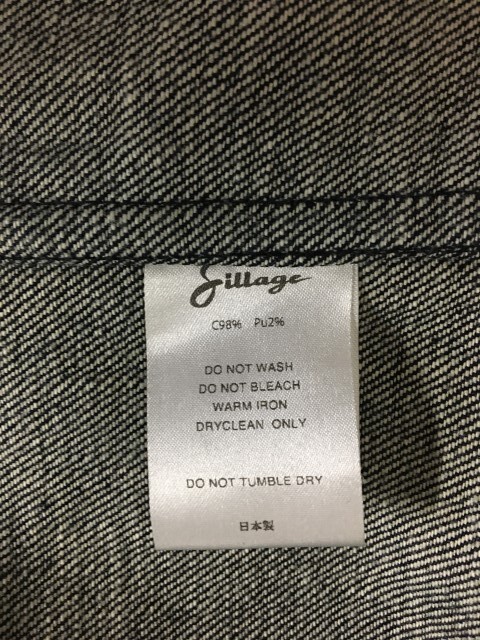 Sillage
C98% Pu2%
DO NOT WASH
DO NOT BLEACH
WARM IRON
DRYCLEAN ONLY
DO NOT TUMBLE DRY
日本製